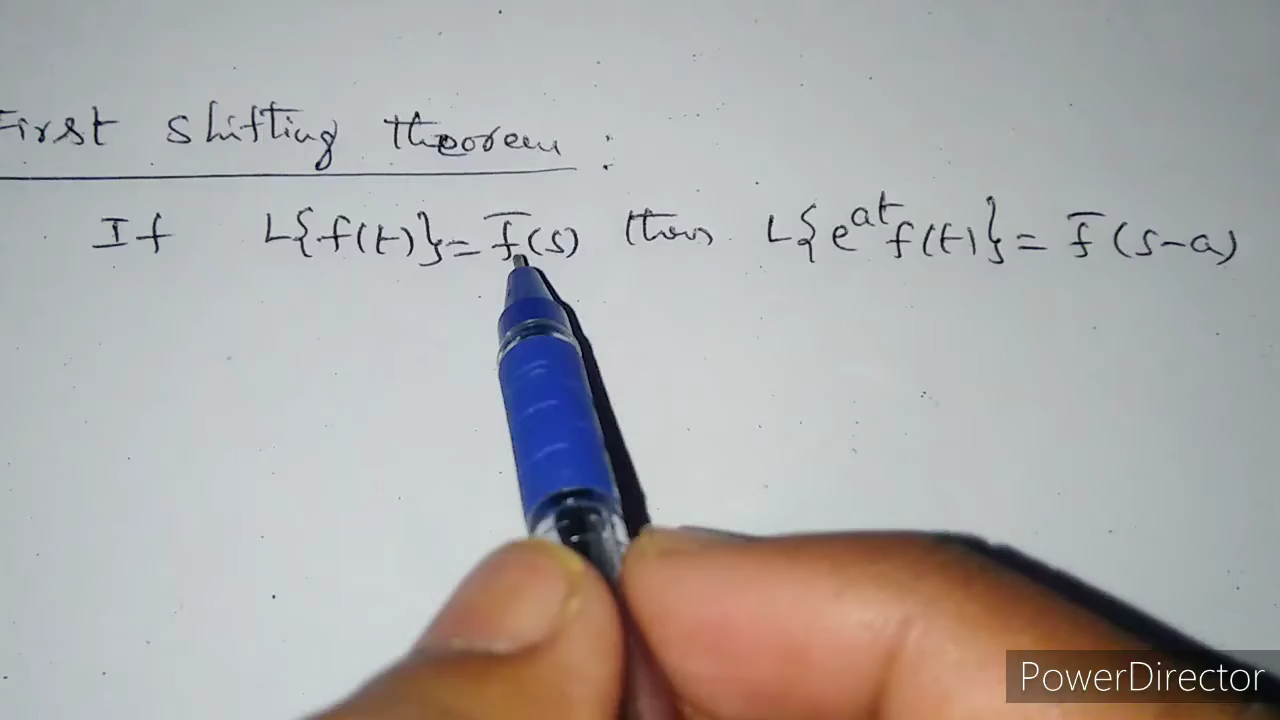 First shifting theorem :
If L{f(t)} = f̅(s) then L{e^{at} f(t)} = f̅(s-a)
PowerDirector